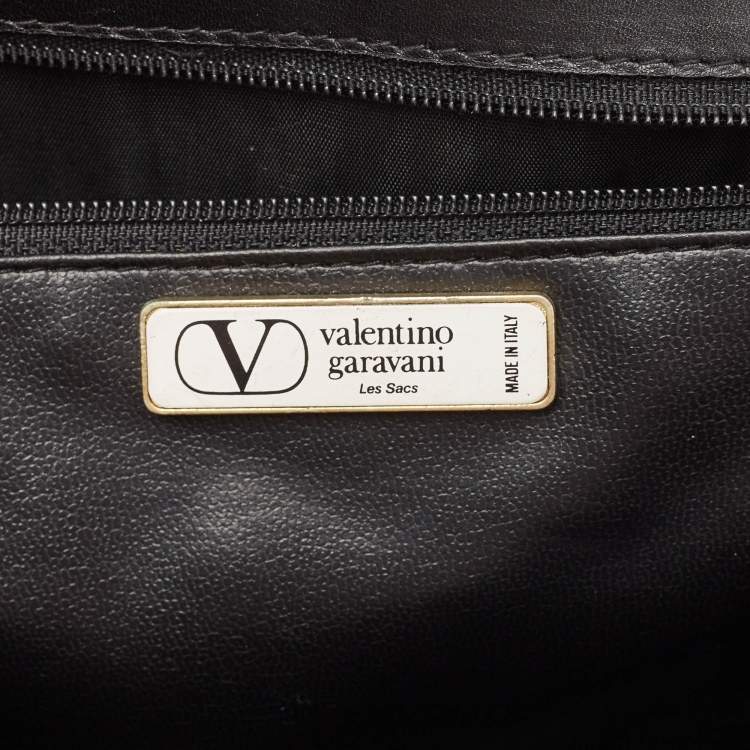 V
valentino
garavani
Les Sacs
MADE IN ITALY